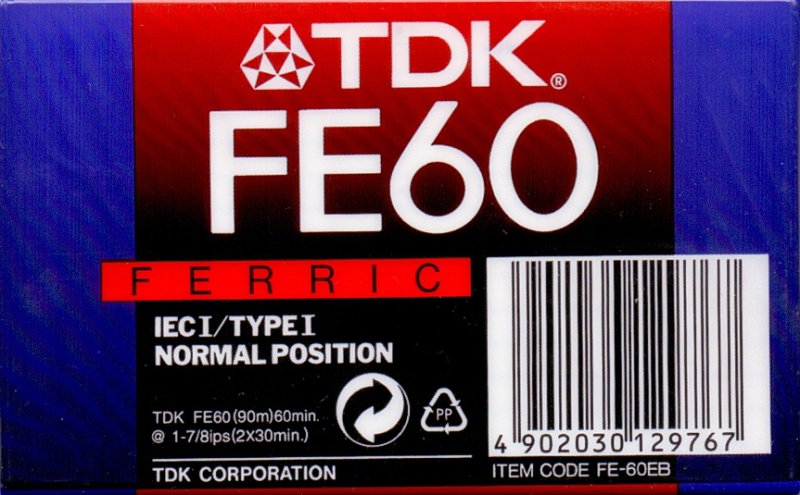 TDK®
FE60
FERRIC
IECI/TYPEI
NORMAL POSITION
TDK FE60(90m)60min.
@ 1-7/8ips(2X30min.)
PP
TDK CORPORATION
4 902030 129767
ITEM CODE FE-60EB